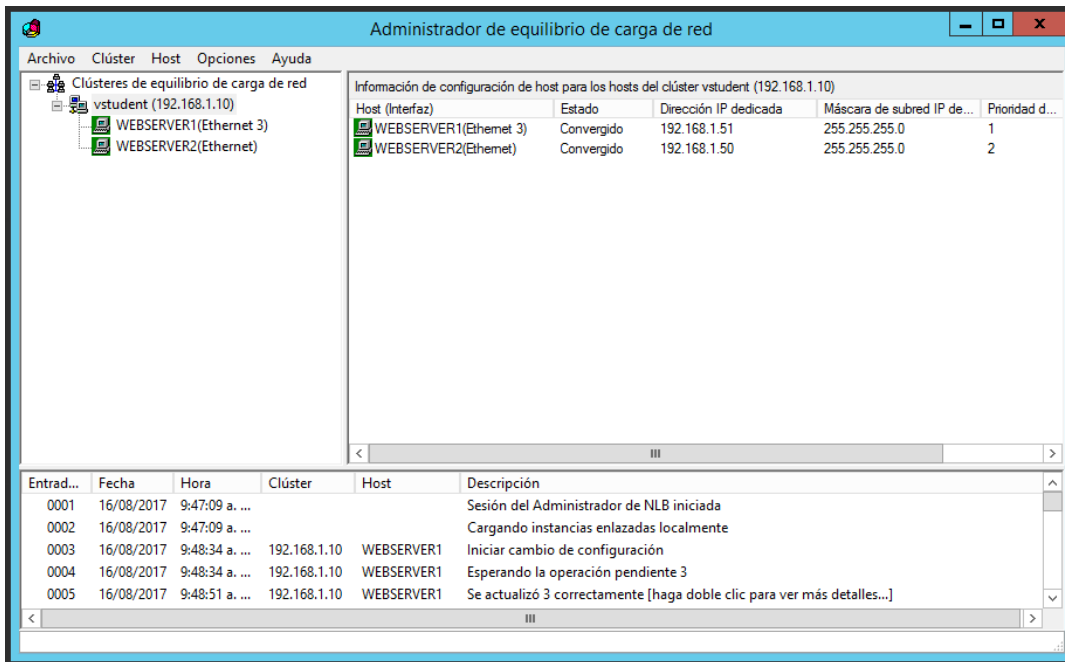 Administrador de equilibrio de carga de red
Archivo Clúster Host Opciones Ayuda
Clústeres de equilibrio de carga de red
vstudent (192.168.1.10)
WEBSERVER1(Ethernet 3)
WEBSERVER2(Ethernet)
Información de configuración de host para los hosts del clúster vstudent (192.168.1.10)
Host (Interfaz) Estado Dirección IP dedicada Máscara de subred IP de... Prioridad d...
WEBSERVER1(Ethernet 3) Convergido 192.168.1.51 255.255.255.0 1
WEBSERVER2(Ethernet) Convergido 192.168.1.50 255.255.255.0 2
Entrad... Fecha Hora Clúster Host Descripción
0001 16/08/2017 9:47:09 a. ... Sesión del Administrador de NLB iniciada
0002 16/08/2017 9:47:09 a. ... Cargando instancias enlazadas localmente
0003 16/08/2017 9:48:34 a. ... 192.168.1.10 WEBSERVER1 Iniciar cambio de configuración
0004 16/08/2017 9:48:34 a. ... 192.168.1.10 WEBSERVER1 Esperando la operación pendiente 3
0005 16/08/2017 9:48:51 a. ... 192.168.1.10 WEBSERVER1 Se actualizó 3 correctamente [haga doble clic para ver más detalles...]